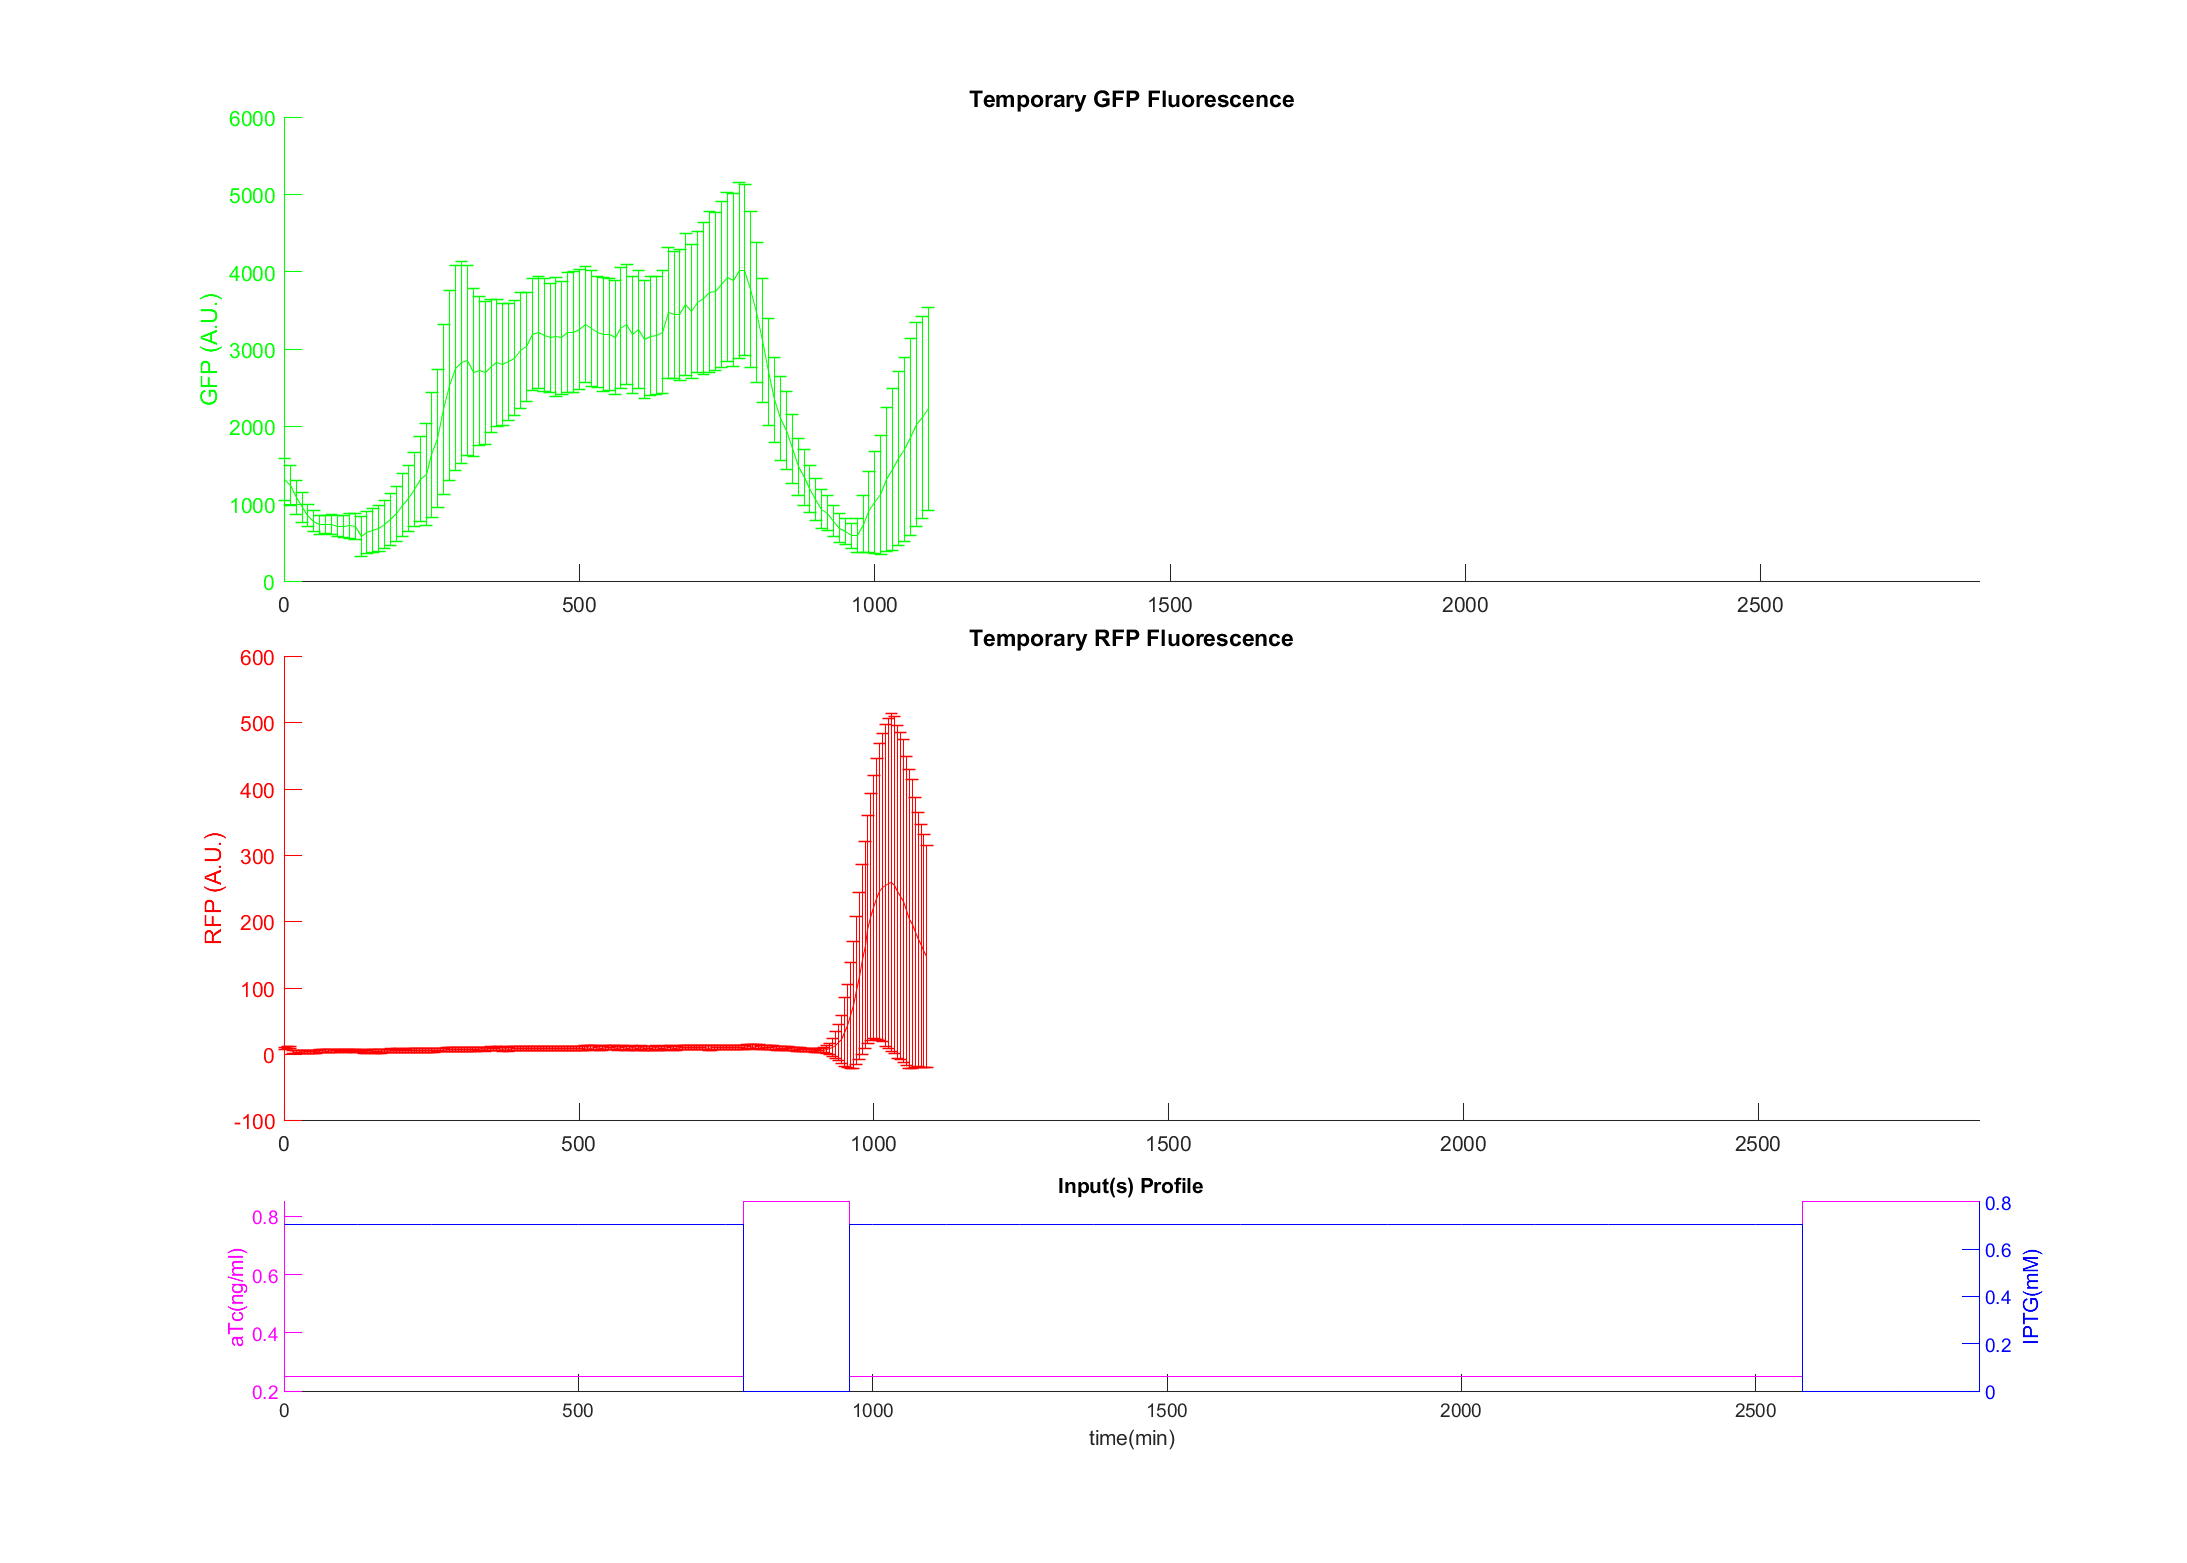 Temporary GFP Fluorescence
6000
5000
4000
3000
2000
1000
0
GFP (A.U.)
0 500 1000 1500 2000 2500
Temporary RFP Fluorescence
600
500
400
300
200
100
0
-100
RFP (A.U.)
0 500 1000 1500 2000 2500
Input(s) Profile
0.8
0.6
0.4
0.2
aTc(ng/ml)
0.8
0.6
0.4
0.2
0
IPTG(mM)
0 500 1000 1500 2000 2500
time(min)